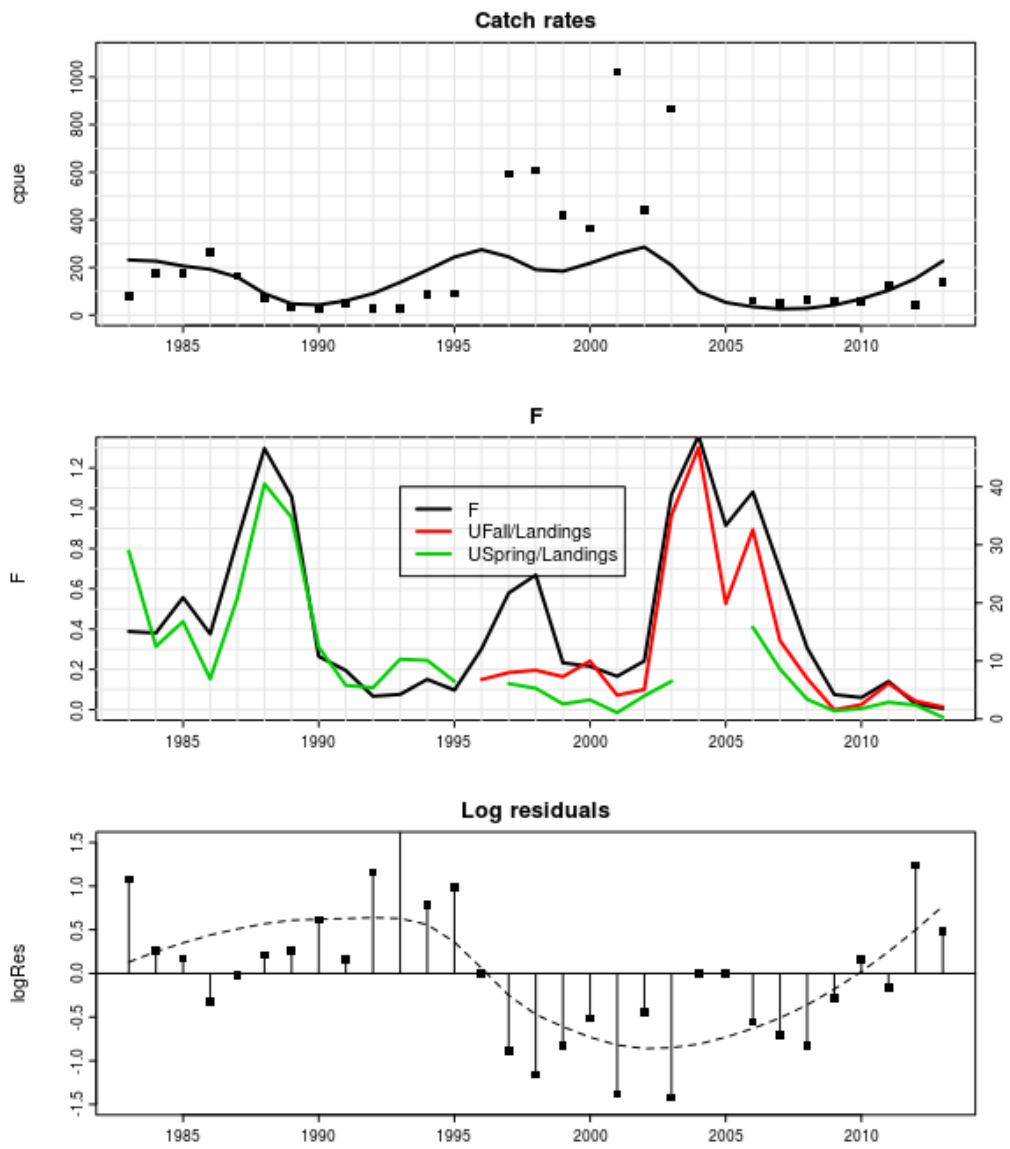 Catch rates
cpue
0 200 400 600 800 1000
1985 1990 1995 2000 2005 2010
F
F
0.0 0.2 0.4 0.6 0.8 1.0 1.2
F
UFall/Landings
USpring/Landings
0 10 20 30 40
1985 1990 1995 2000 2005 2010
Log residuals
logRes
-1.5 -1.0 -0.5 0.0 0.5 1.0 1.5
1985 1990 1995 2000 2005 2010